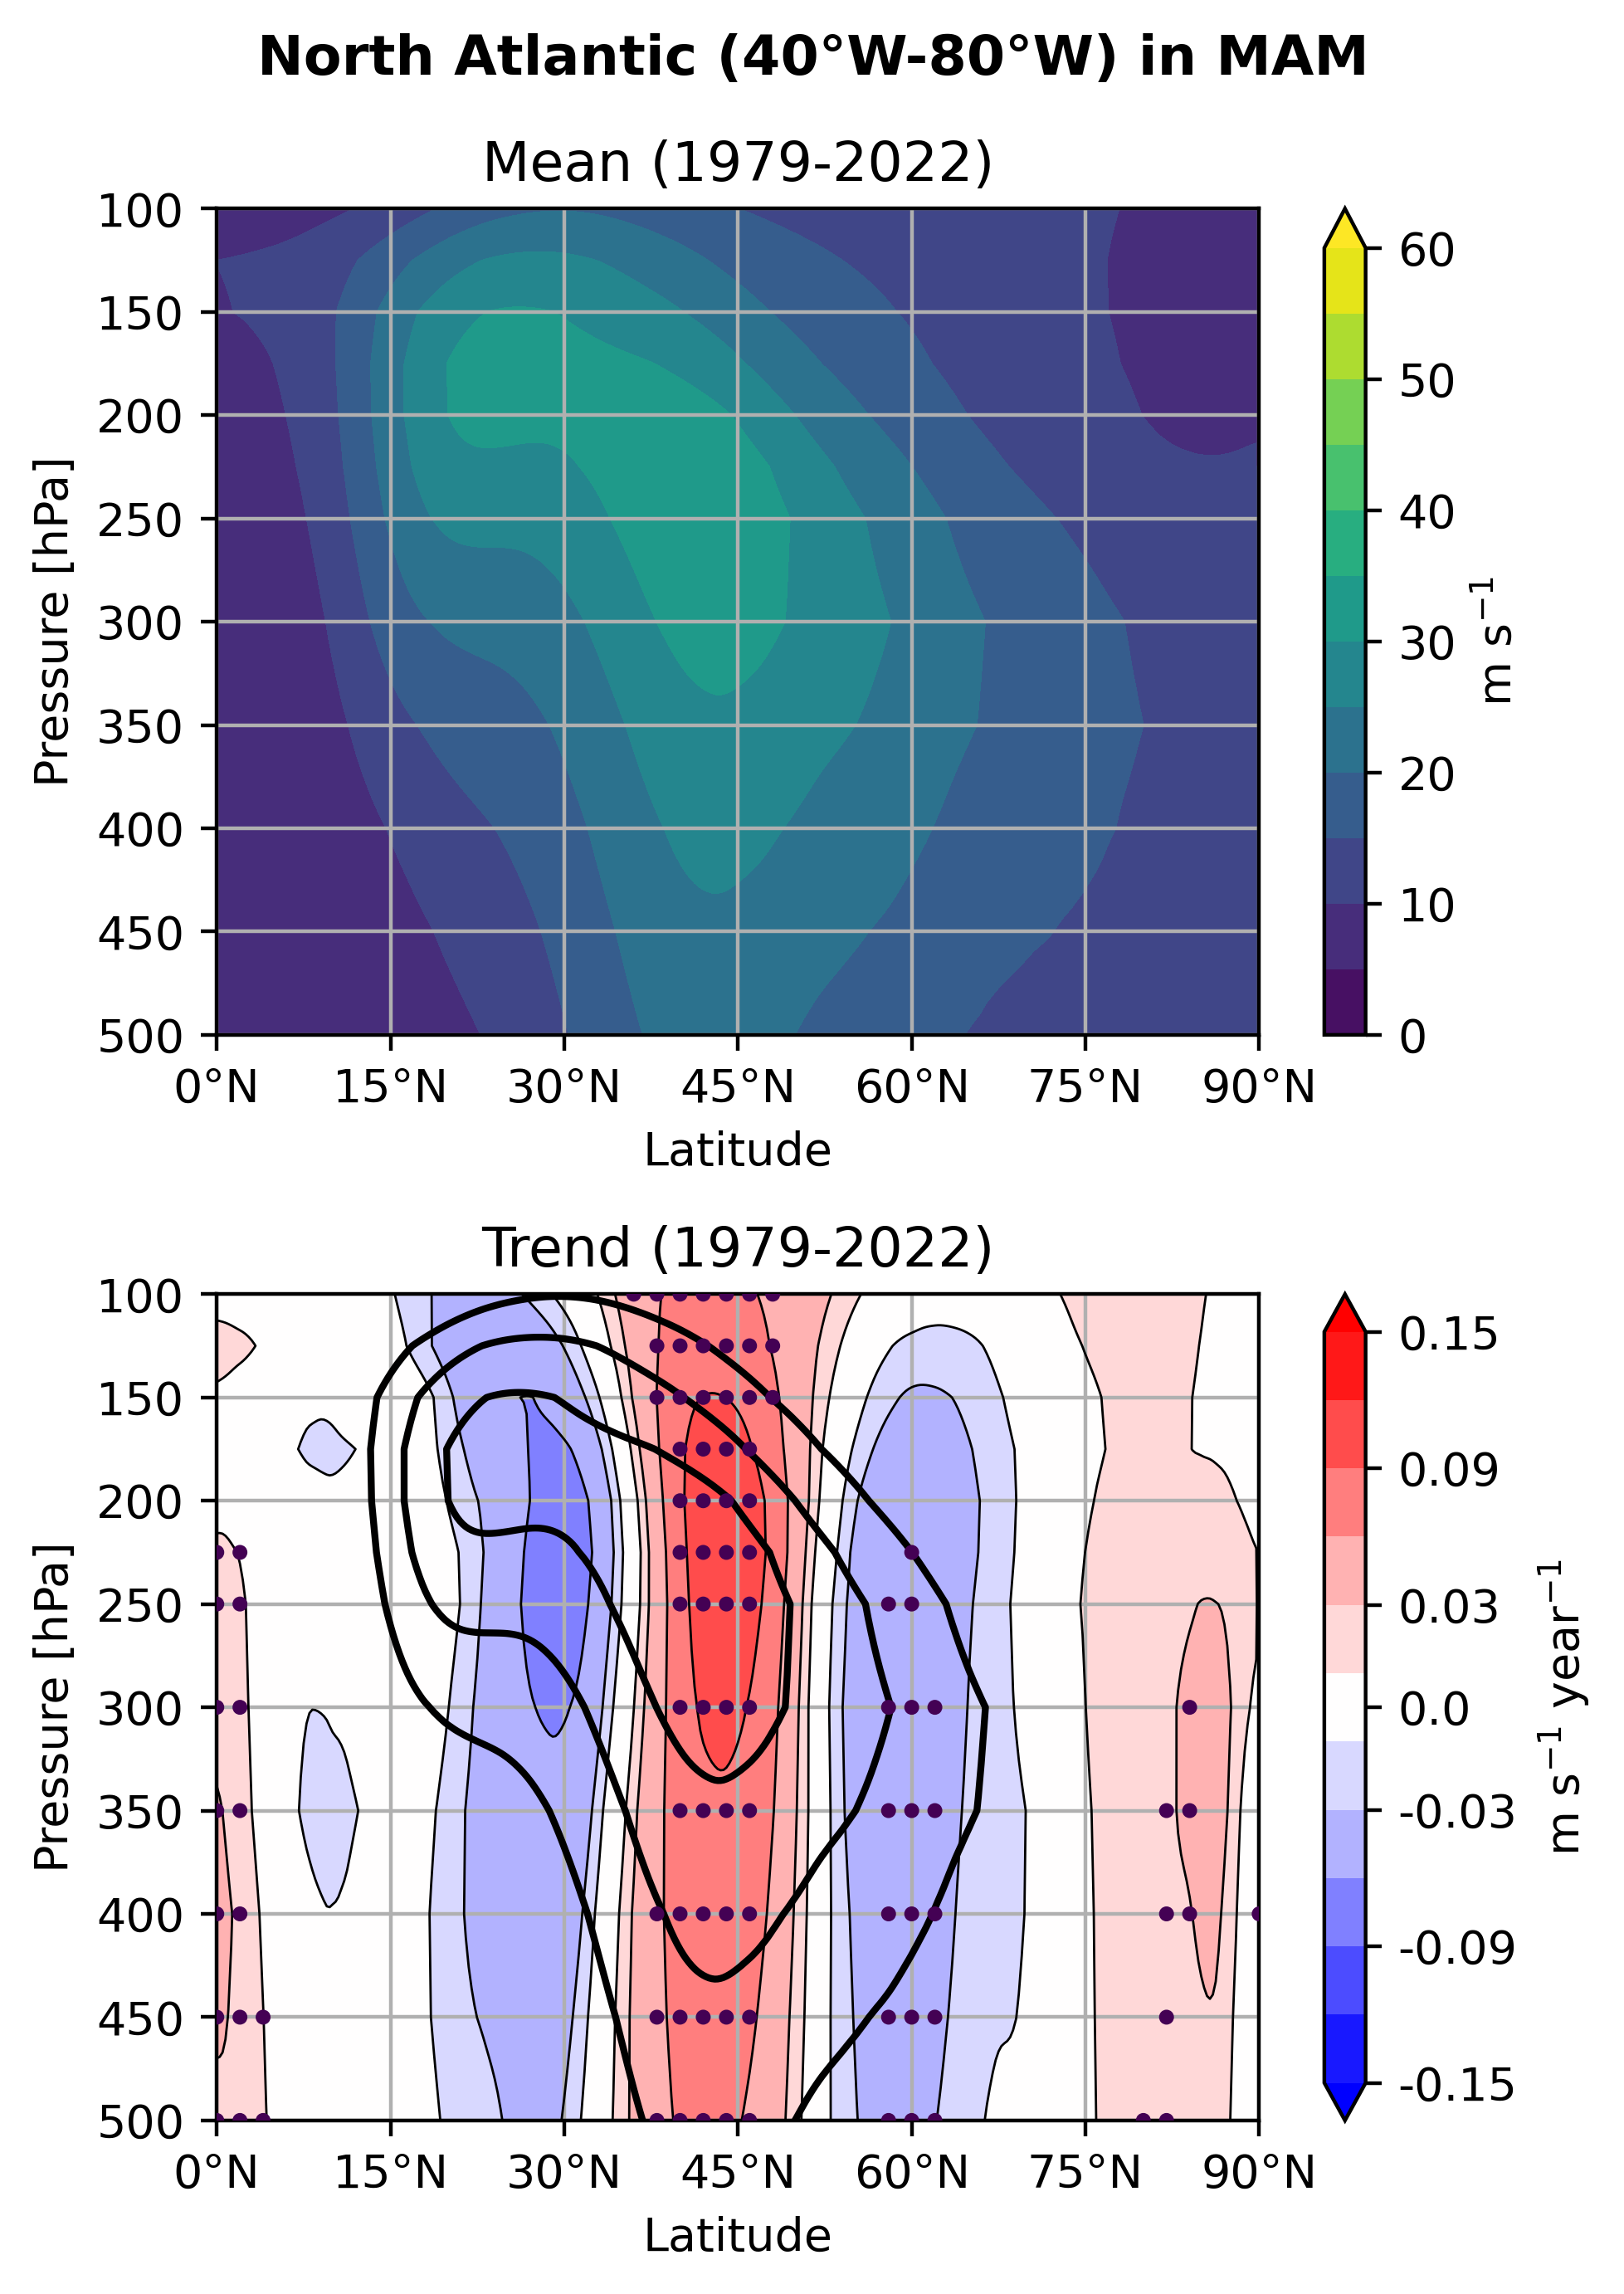 North Atlantic (40°W-80°W) in MAM
Mean (1979-2022)
100
150
200
250
300
350
400
450
500
Pressure [hPa]
0°N 15°N 30°N 45°N 60°N 75°N 90°N
Latitude
60
50
40
30
20
10
0
m s⁻¹
Trend (1979-2022)
100
150
200
250
300
350
400
450
500
Pressure [hPa]
0°N 15°N 30°N 45°N 60°N 75°N 90°N
Latitude
0.15
0.09
0.03
0.0
-0.03
-0.09
-0.15
m s⁻¹ year⁻¹